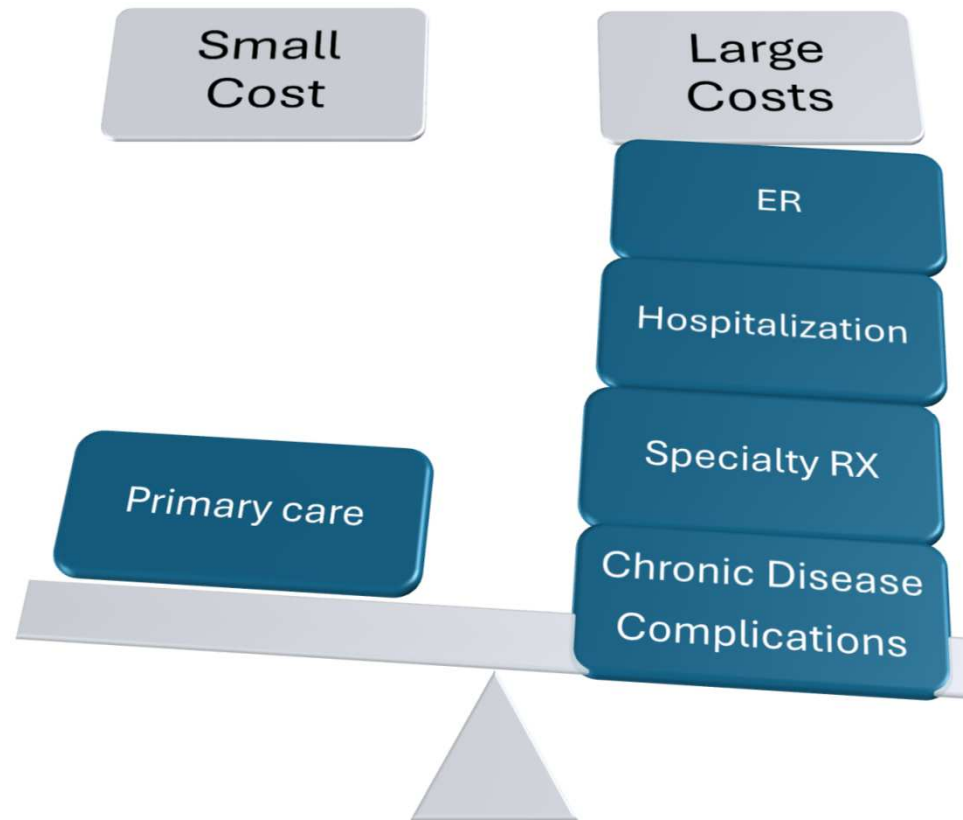 Small
Cost
Large
Costs
ER
Hospitalization
Specialty RX
Primary care
Chronic Disease
Complications